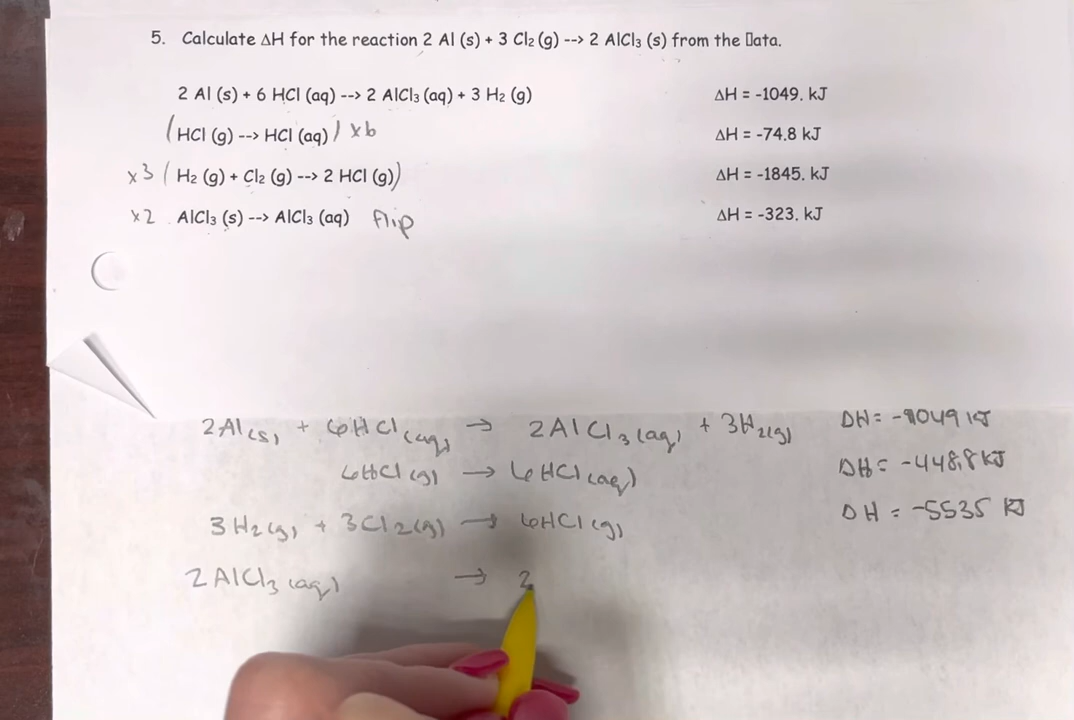 5. Calculate ΔH for the reaction 2 Al (s) + 3 Cl₂ (g) --> 2 AlCl₃ (s) from the data.
2 Al (s) + 6 HCl (aq) --> 2 AlCl₃ (aq) + 3 H₂ (g) ΔH = -1049. kJ
(HCl (g) --> HCl (aq)) x6 ΔH = -74.8 kJ
x3 (H₂ (g) + Cl₂ (g) --> 2 HCl (g)) ΔH = -1845. kJ
x2 AlCl₃ (s) --> AlCl₃ (aq) flip ΔH = -323. kJ
2Al(s) + 6HCl(aq) → 2AlCl₃(aq) + 3H₂(g) ΔH = -1049 kJ
6HCl(g) → 6HCl(aq) ΔH = -448.8 kJ
3H₂(g) + 3Cl₂(g) → 6HCl(g) ΔH = -5535 kJ
2AlCl₃(aq) → 2